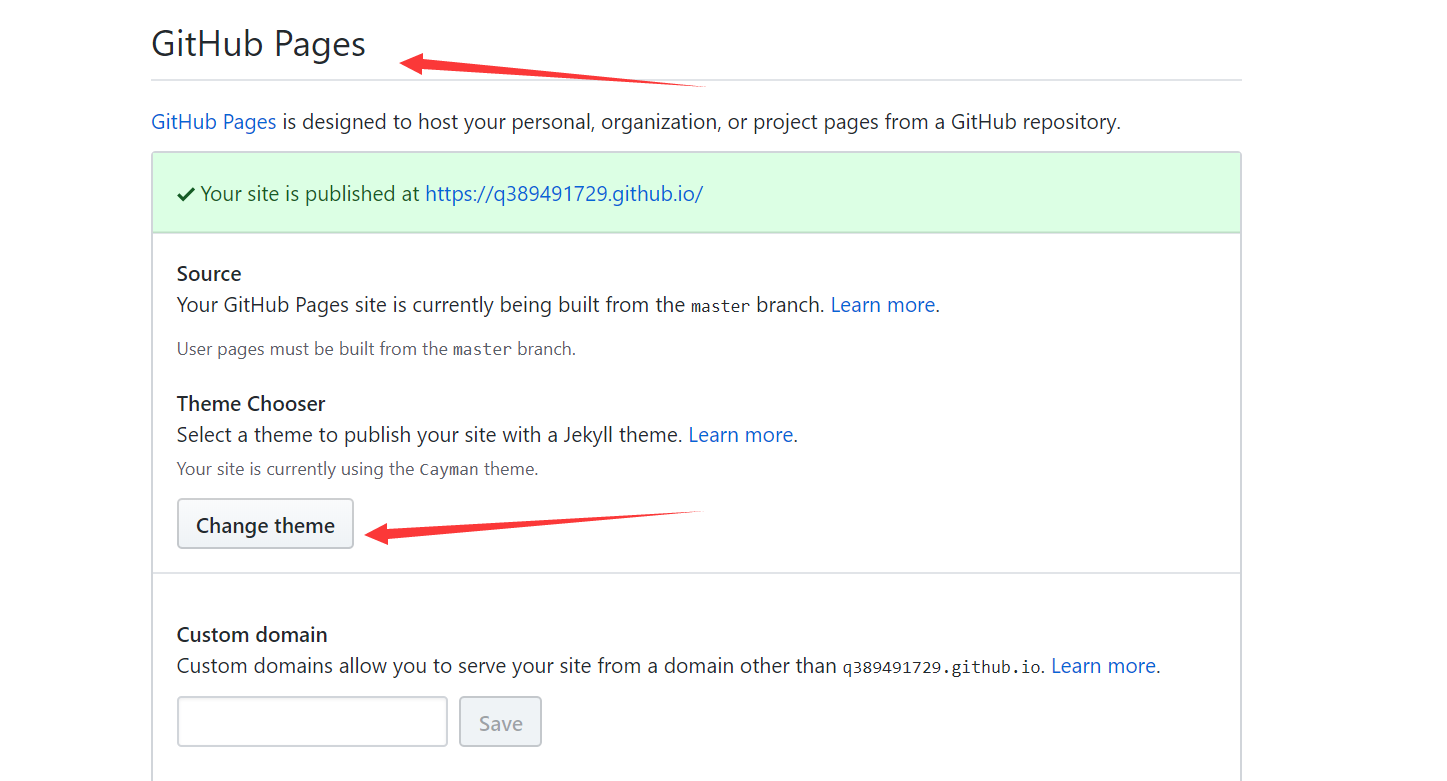 GitHub Pages
GitHub Pages is designed to host your personal, organization, or project pages from a GitHub repository.
Your site is published at https://q389491729.github.io/
Source
Your GitHub Pages site is currently being built from the master branch. Learn more.
User pages must be built from the master branch.
Theme Chooser
Select a theme to publish your site with a Jekyll theme. Learn more.
Your site is currently using the Cayman theme.
Change theme
Custom domain
Custom domains allow you to serve your site from a domain other than q389491729.github.io. Learn more.
Save